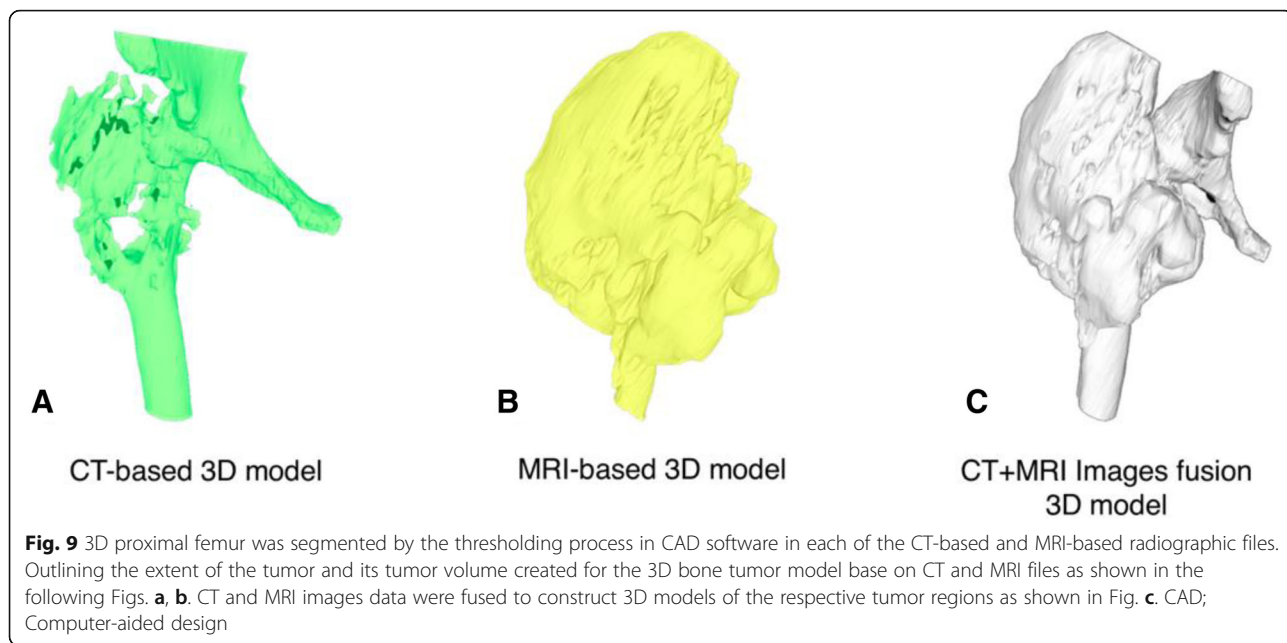 A
B
C
CT-based 3D model
MRI-based 3D model
CT+MRI Images fusion
3D model
Fig. 9 3D proximal femur was segmented by the thresholding process in CAD software in each of the CT-based and MRI-based radiographic files.
Outlining the extent of the tumor and its tumor volume created for the 3D bone tumor model base on CT and MRI files as shown in the
following Figs. a, b. CT and MRI images data were fused to construct 3D models of the respective tumor regions as shown in Fig. c. CAD;
Computer-aided design